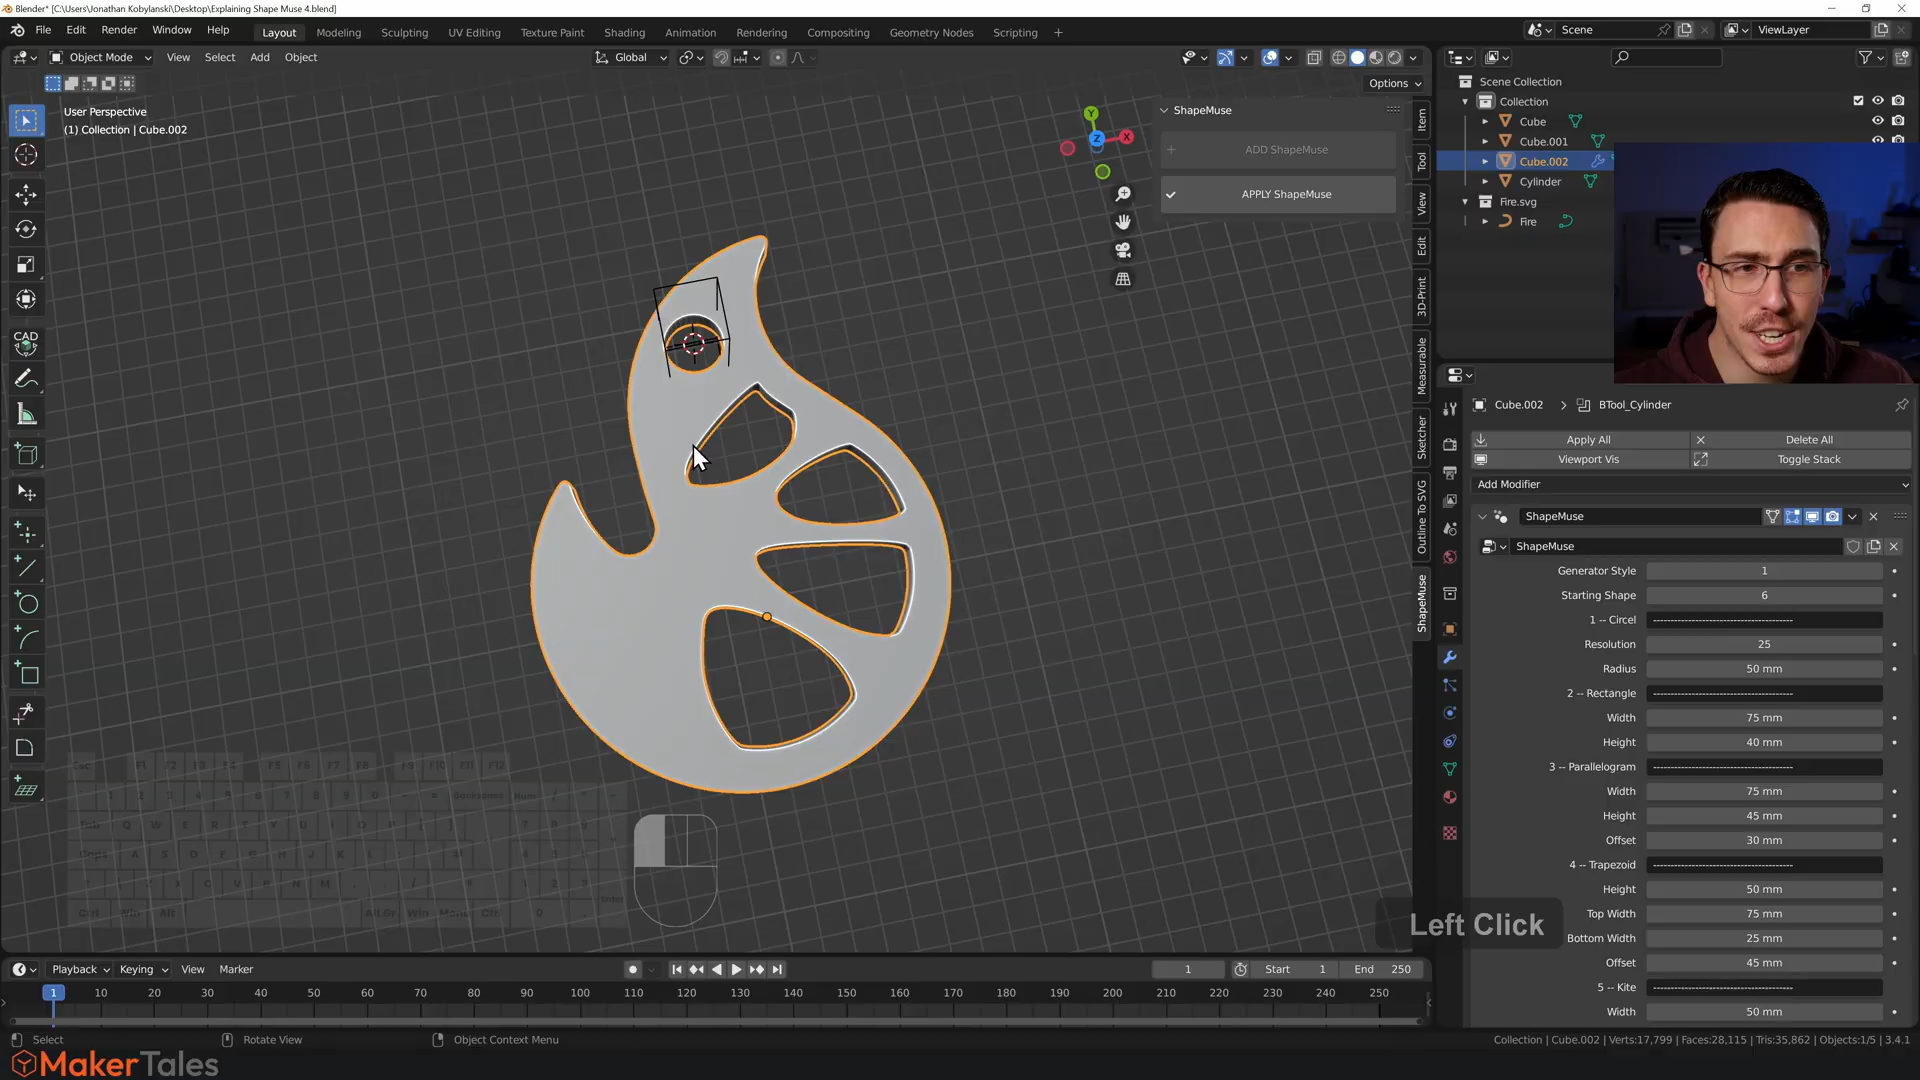 Blender* [C:\Users\Jonathan Kobylanski\Desktop\Explaining Shape Muse 4.blend]
File Edit Render Window Help Layout Modeling Sculpting UV Editing Texture Paint Shading Animation Rendering Compositing Geometry Nodes Scripting + Scene ViewLayer
Object Mode View Select Add Object Global
Options
User Perspective
(1) Collection | Cube.002
ShapeMuse
ADD ShapeMuse
APPLY ShapeMuse
Y
X
Z
CAD
Item
Tool
View
Edit
3D-Print
Measurable
Sketcher
Outline To SVG
ShapeMuse
Scene Collection
Collection
Cube
Cube.001
Cube.002
Cylinder
Fire.svg
Fire
Cube.002 > BTool_Cylinder
Apply All Delete All
Viewport Vis Toggle Stack
Add Modifier
ShapeMuse
ShapeMuse
Generator Style 1
Starting Shape 6
1 -- Circel ----------------------------------------
Resolution 25
Radius 50 mm
2 -- Rectangle ----------------------------------------
Width 75 mm
Height 40 mm
3 -- Parallelogram ----------------------------------------
Width 75 mm
Height 45 mm
Offset 30 mm
4 -- Trapezoid ----------------------------------------
Height 50 mm
Top Width 75 mm
Bottom Width 25 mm
Offset 45 mm
5 -- Kite ----------------------------------------
Width 50 mm
Left Click
Playback Keying View Marker 1 Start 1 End 250
1 10 20 30 40 50 60 70 80 90 100 110 120 130 140 150 160 170 180 190 200 210 220 230 240 250
Select Rotate View Object Context Menu Collection | Cube.002 | Verts:17,799 | Faces:28,115 | Tris:35,862 | Objects:1/5 | 3.4.1
MakerTales